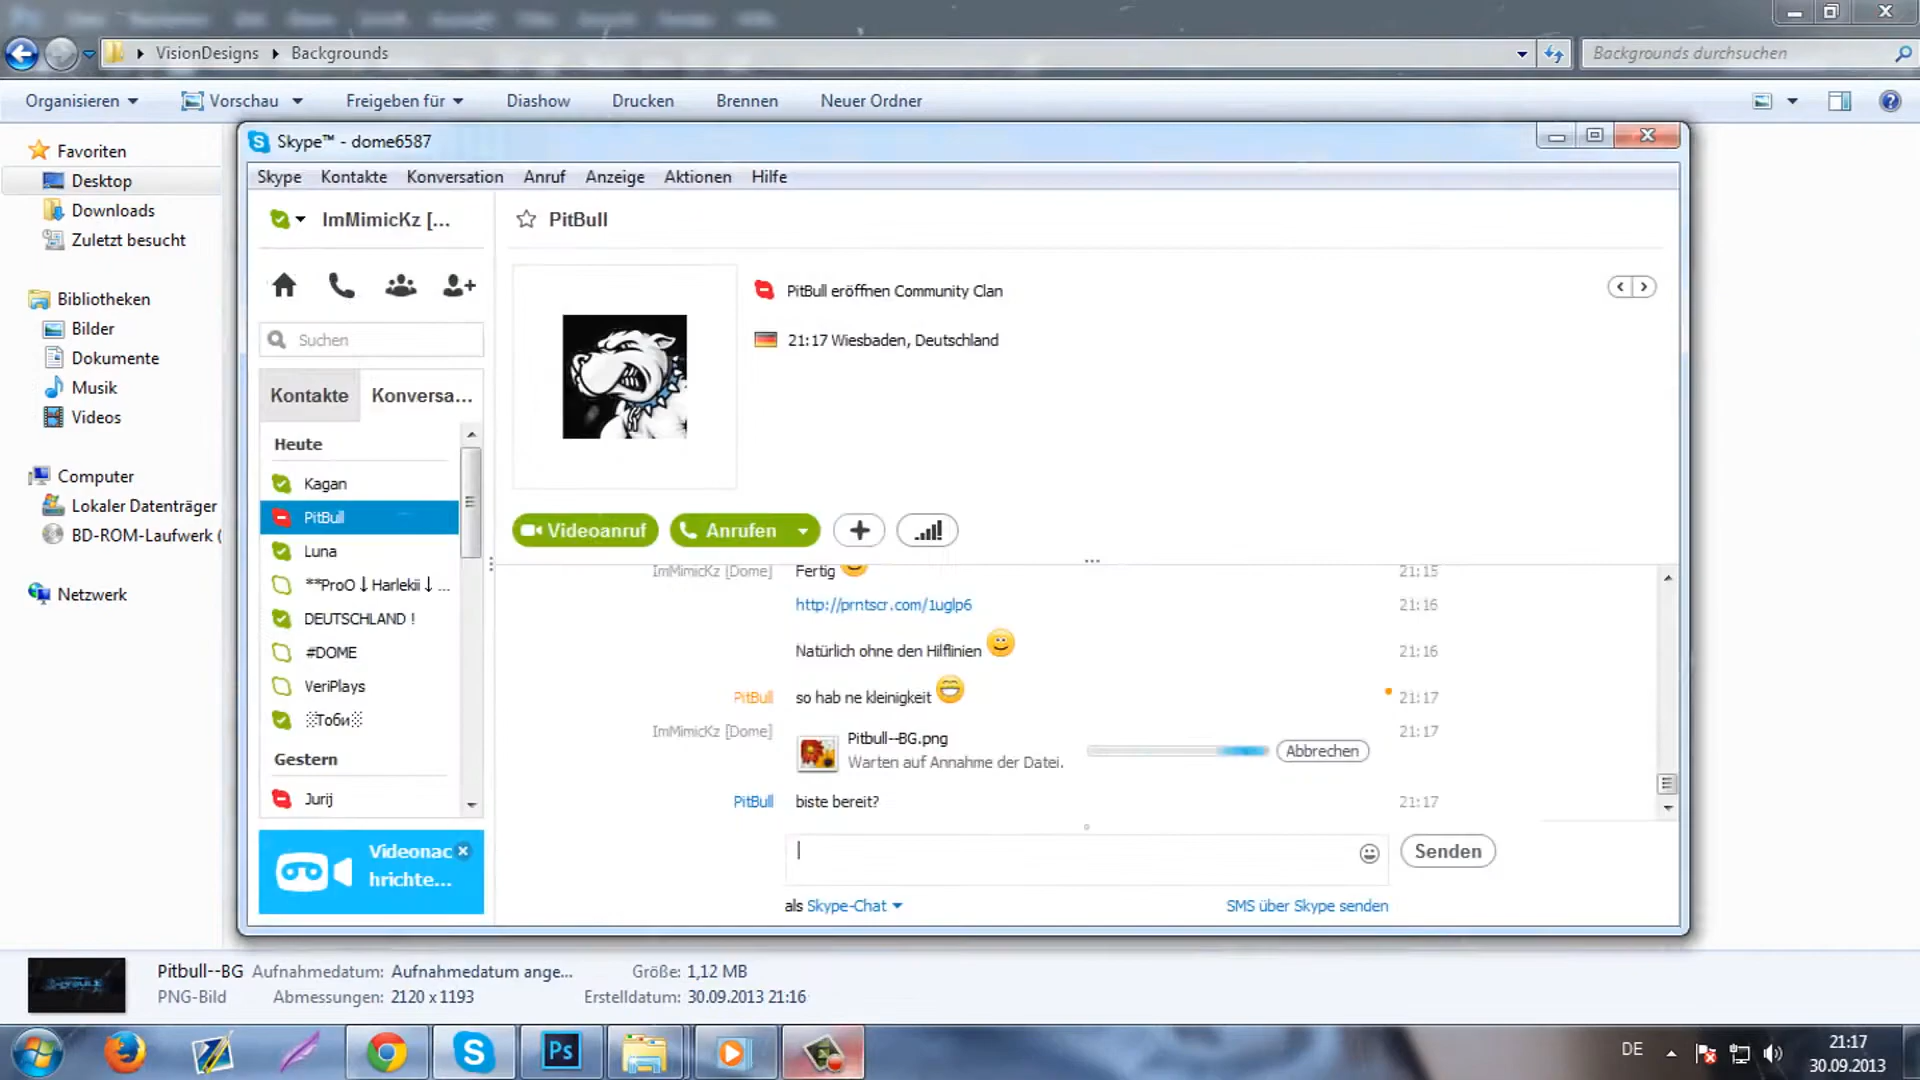 VisionDesigns
Backgrounds
Backgrounds durchsuchen
Organisieren
Vorschau
Freigeben für
Diashow
Drucken
Brennen
Neuer Ordner
Favoriten
Desktop
Downloads
Zuletzt besucht
Bibliotheken
Bilder
Dokumente
Musik
Videos
Computer
Lokaler Datenträger
BD-ROM-Laufwerk (
Netzwerk
Skype™ - dome6587
Skype Kontakte Konversation Anruf Anzeige Aktionen Hilfe
ImMimicKz [...
Suchen
Kontakte
Konversa...
Heute
Kagan
PitBull
Luna
**ProO↓Harlekii↓...
DEUTSCHLAND !
#DOME
VeriPlays
░Тоби░
Gestern
Jurij
Videonac
hrichte...
PitBull
PitBull eröffnen Community Clan
21:17 Wiesbaden, Deutschland
Videoanruf
Anrufen
ImMimicKz [Dome] Fertig 21:15
http://prntscr.com/1uglp6 21:16
Natürlich ohne den Hilflinien 21:16
PitBull so hab ne kleinigkeit 21:17
ImMimicKz [Dome] Pitbull--BG.png 21:17
Warten auf Annahme der Datei.
Abbrechen
PitBull biste bereit? 21:17
Senden
als Skype-Chat
SMS über Skype senden
Pitbull--BG Aufnahmedatum: Aufnahmedatum ange... Größe: 1,12 MB
PNG-Bild Abmessungen: 2120 x 1193 Erstelldatum: 30.09.2013 21:16
Ps
DE
21:17
30.09.2013